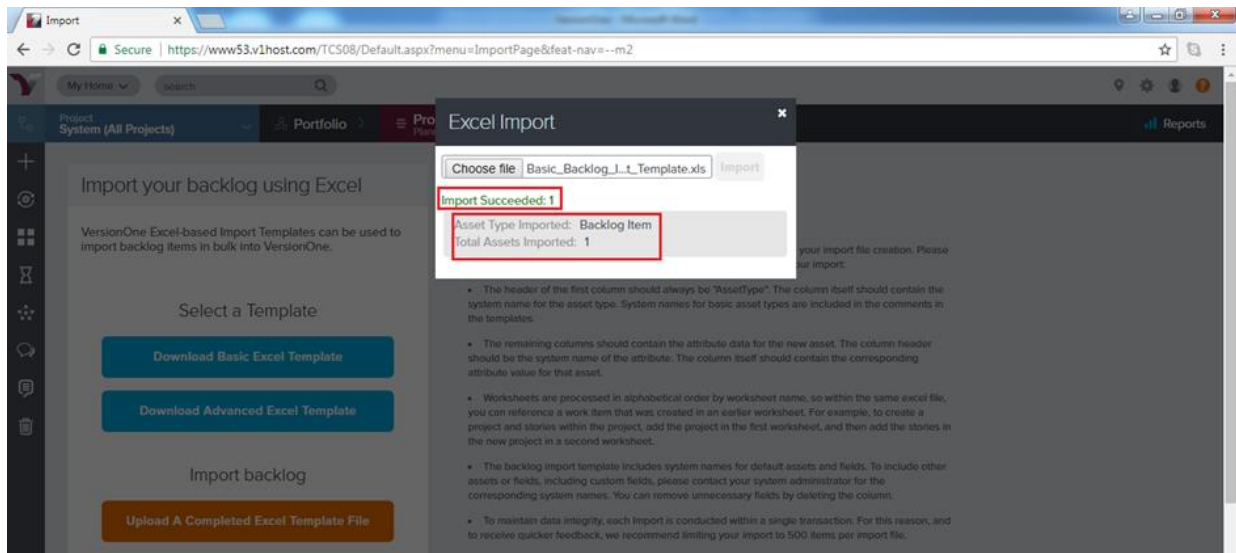 Import
VersionOne - Microsoft Word
Secure | https://www53.v1host.com/TCS08/Default.aspx?menu=ImportPage&feat-nav=--m2
My Home
search
Project
System (All Projects)
Portfolio
Pro
Plann
Reports
Excel Import
Choose file Basic_Backlog_I...t_Template.xls Import
Import Succeeded: 1
Asset Type Imported: Backlog Item
Total Assets Imported: 1
Import your backlog using Excel
VersionOne Excel-based Import Templates can be used to
import backlog items in bulk into VersionOne.
Select a Template
Download Basic Excel Template
Download Advanced Excel Template
Import backlog
Upload A Completed Excel Template File
your import file creation. Please
our import:
• The header of the first column should always be "AssetType". The column itself should contain the
system name for the asset type. System names for basic asset types are included in the comments in
the templates.
• The remaining columns should contain the attribute data for the new asset. The column header
should be the system name of the attribute. The column itself should contain the corresponding
attribute value for that asset.
• Worksheets are processed in alphabetical order by worksheet name, so within the same excel file,
you can reference a work item that was created in an earlier worksheet. For example, to create a
project and stories within the project, add the project in the first worksheet, and then add the stories in
the new project in a second worksheet.
• The backlog import template includes system names for default assets and fields. To include other
assets or fields, including custom fields, please contact your system administrator for the
corresponding system names. You can remove unnecessary fields by deleting the column.
• To maintain data integrity, each Import is conducted within a single transaction. For this reason, and
to receive quicker feedback, we recommend limiting your import to 500 items per import file.